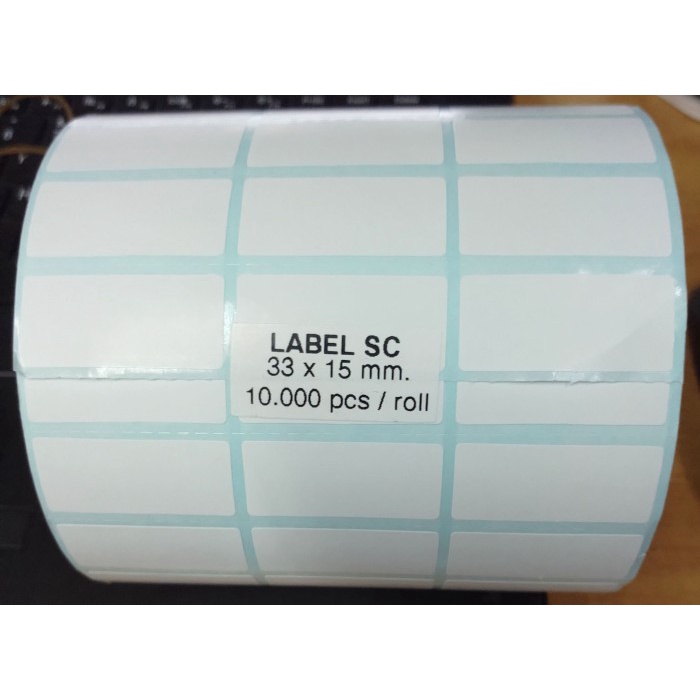 LABEL SC
33 x 15 mm.
10.000 pcs / roll